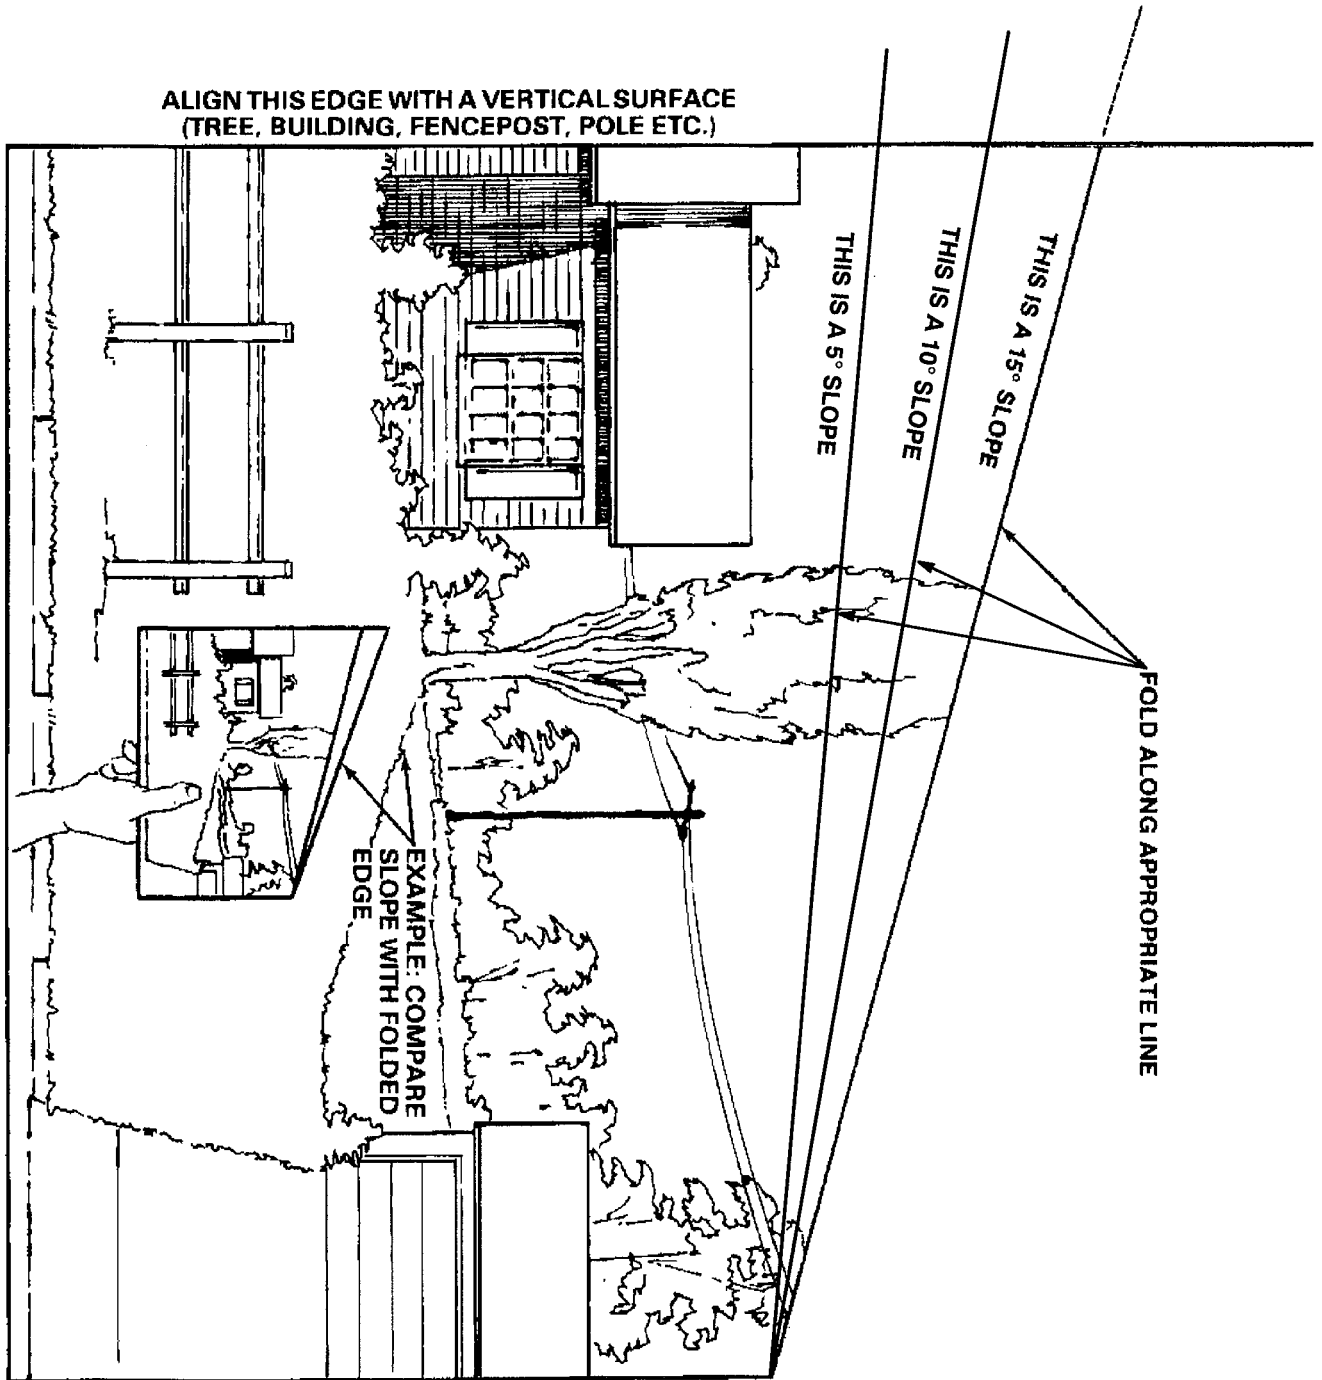 ALIGN THIS EDGE WITH A VERTICAL SURFACE
(TREE, BUILDING, FENCEPOST, POLE ETC.)
THIS IS A 15° SLOPE
THIS IS A 10° SLOPE
THIS IS A 5° SLOPE
FOLD ALONG APPROPRIATE LINE
EXAMPLE: COMPARE
SLOPE WITH FOLDED
EDGE